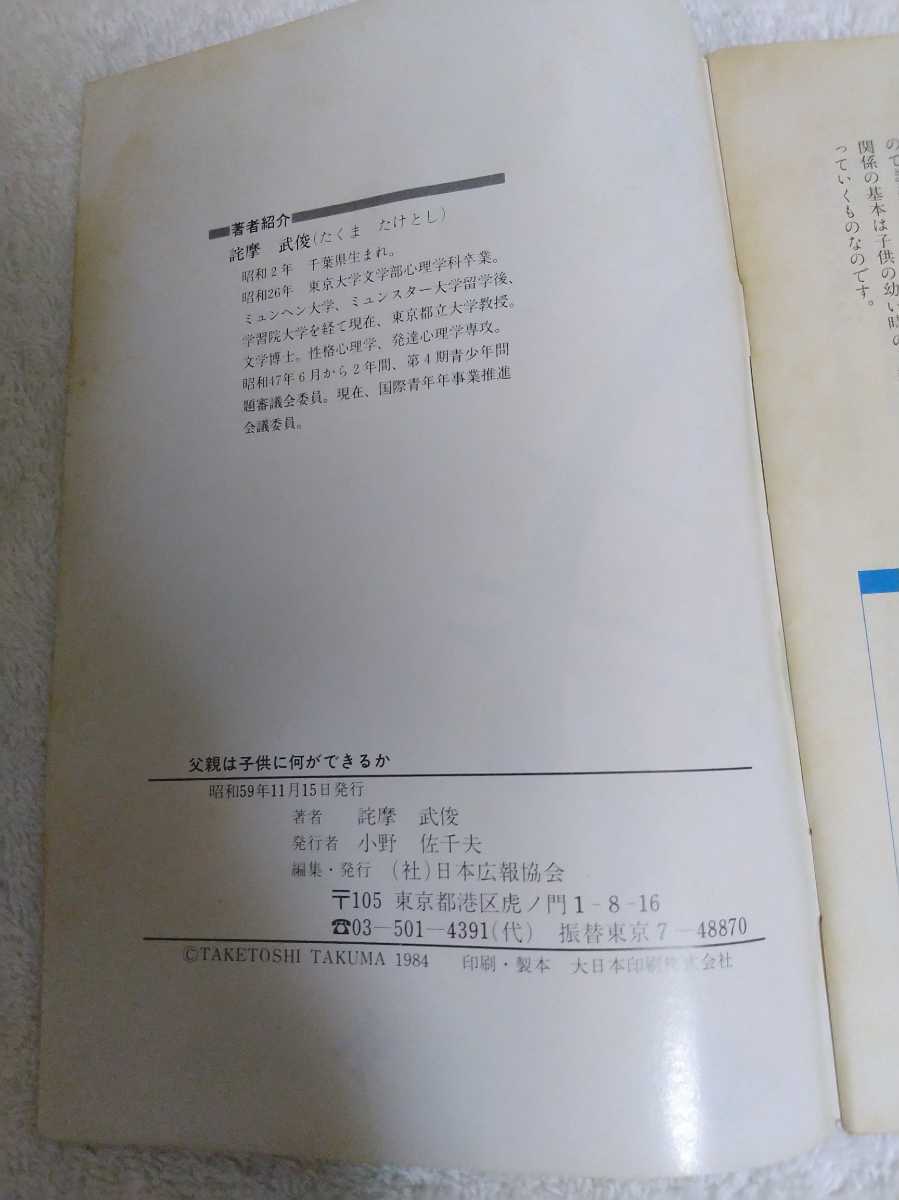 著者紹介
詫摩　武俊(たくま　たけとし)
昭和2年　千葉県生まれ。
昭和26年　東京大学文学部心理学科卒業。
ミュンヘン大学、ミュンスター大学留学後、
学習院大学を経て現在、東京都立大学教授。
文学博士。性格心理学、発達心理学専攻。
昭和47年6月から2年間、第4期青少年問
題審議会委員。現在、国際青年年事業推進
会議委員。
父親は子供に何ができるか
昭和59年11月15日発行
著者　詫摩　武俊
発行者　小野　佐千夫
編集・発行　(社)日本広報協会
〒105 東京都港区虎ノ門1-8-16
☎03―501―4391(代)　振替東京7―48870
©TAKETOSHI TAKUMA 1984　印刷・製本　大日本印刷株式会社
関係の基本は子供の幼い時の
っていくものなのです。